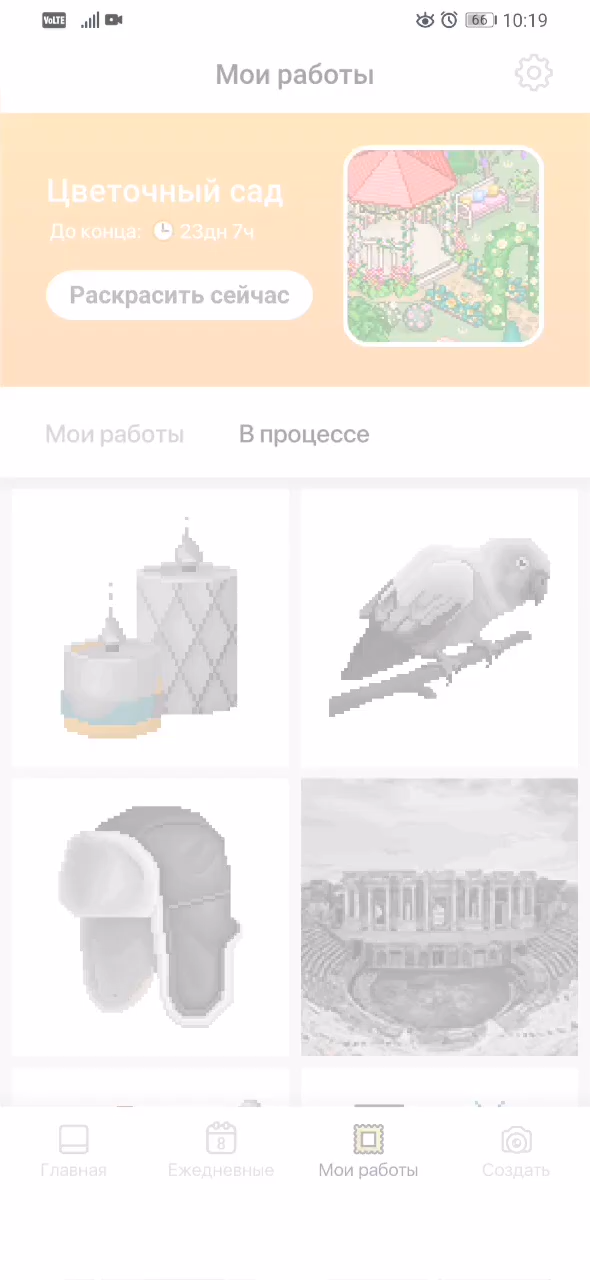 VoLTE 66 10:19
Мои работы
Цветочный сад
До конца: 23дн 7ч
Раскрасить сейчас
Мои работы В процессе
8
Главная Ежедневные Мои работы Создать